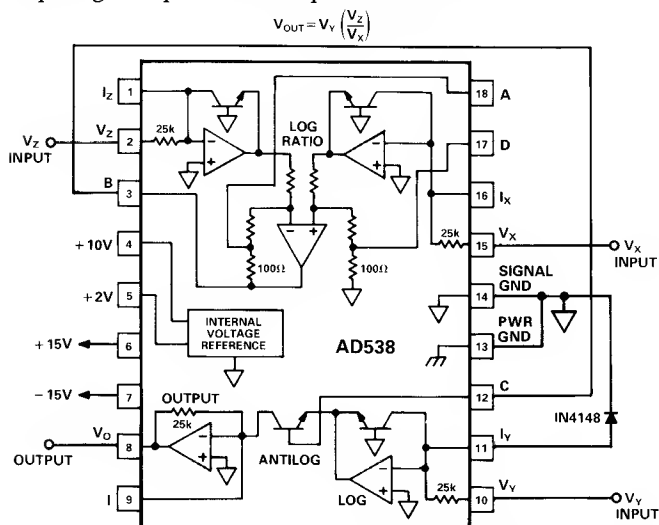 V_OUT = V_Y (V_Z / V_X)
I_Z 1
V_Z INPUT
V_Z 2 25k
B 3
+10V 4
+2V 5
+15V 6
-15V 7
V_O 8
OUTPUT
I 9
LOG RATIO
100Ω
100Ω
INTERNAL VOLTAGE REFERENCE
AD538
OUTPUT
25k
ANTILOG
LOG
25k
25k
18 A
17 D
16 I_X
15 V_X
V_X INPUT
SIGNAL GND
14
PWR GND
13
12 C
IN4148
11 I_Y
10 V_Y
V_Y INPUT